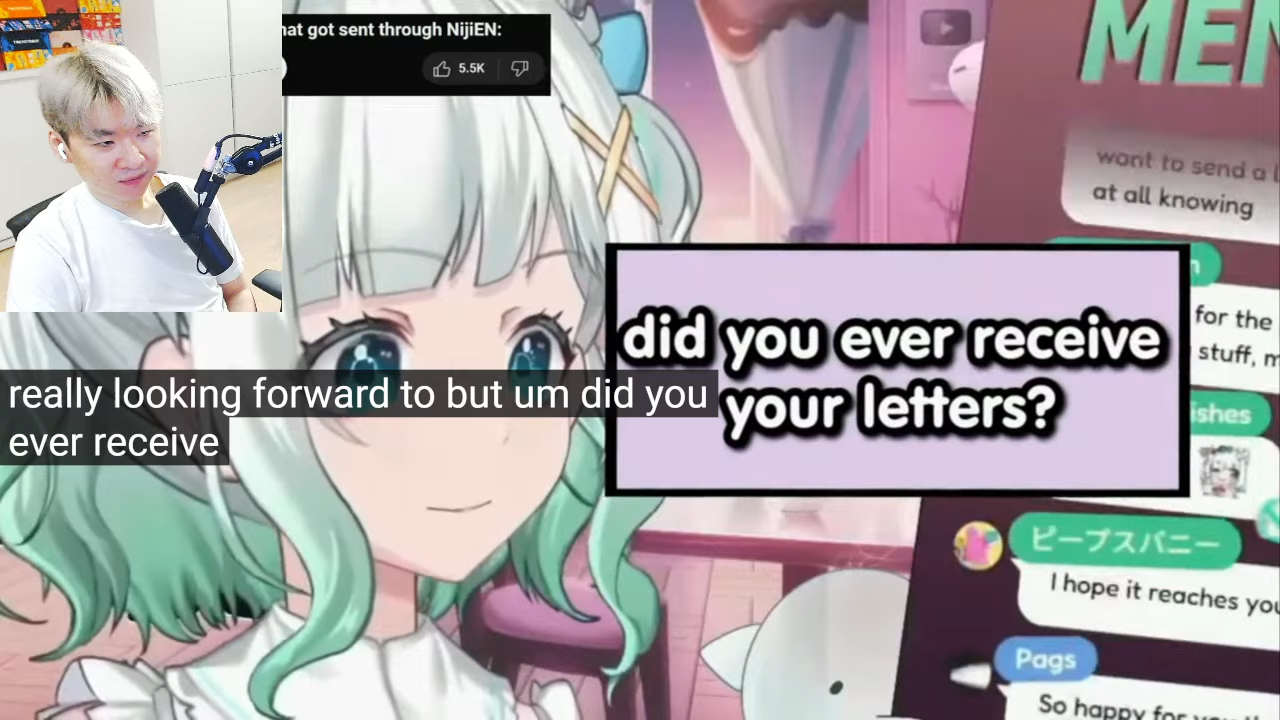 hat got sent through NijiEN:
5.5K
MEN
want to send a
at all knowing
for the
stuff,
did you ever receive
your letters?
really looking forward to but um did you
ever receive
ishes
ピープスバニー
I hope it reaches you
Pags
So happy for you